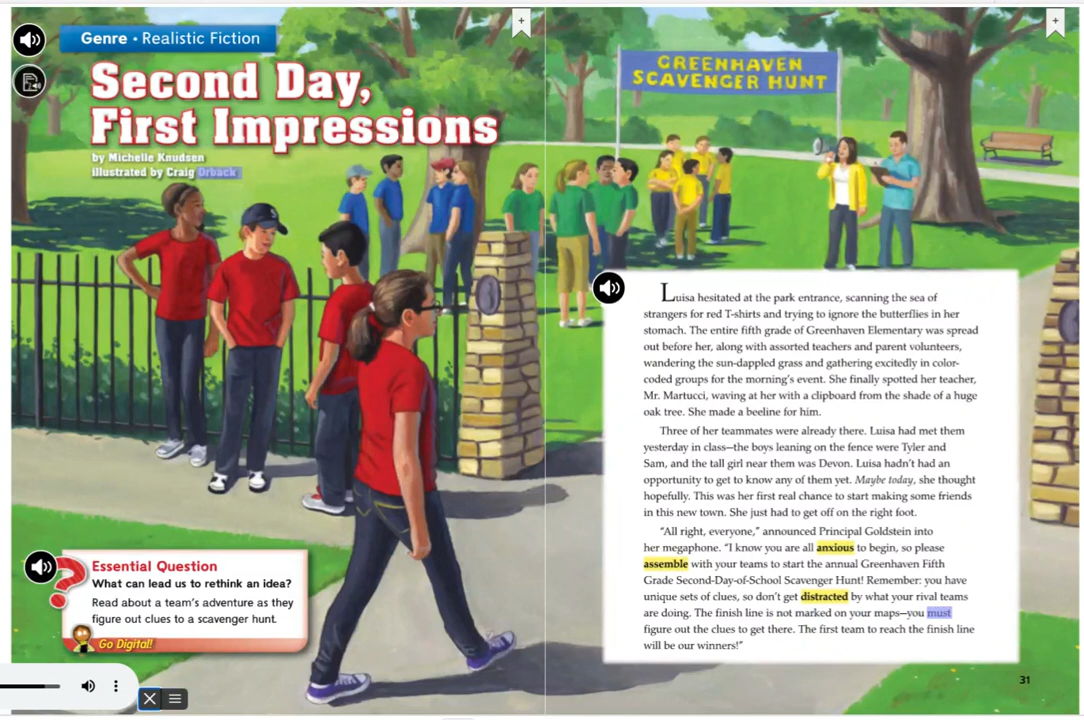 Genre • Realistic Fiction
Second Day,
First Impressions
by Michelle Knudsen
illustrated by Craig Orback
GREENHAVEN
SCAVENGER HUNT
S
Luisa hesitated at the park entrance, scanning the sea of
strangers for red T-shirts and trying to ignore the butterflies in her
stomach. The entire fifth grade of Greenhaven Elementary was spread
out before her, along with assorted teachers and parent volunteers,
wandering the sun-dappled grass and gathering excitedly in color-
coded groups for the morning's event. She finally spotted her teacher,
Mr. Martucci, waving at her with a clipboard from the shade of a huge
oak tree. She made a beeline for him.
Three of her teammates were already there. Luisa had met them
yesterday in class—the boys leaning on the fence were Tyler and
Sam, and the tall girl near them was Devon. Luisa hadn't had an
opportunity to get to know any of them yet. Maybe today, she thought
hopefully. This was her first real chance to start making some friends
in this new town. She just had to get off on the right foot.
"All right, everyone," announced Principal Goldstein into
her megaphone. "I know you are all anxious to begin, so please
assemble with your teams to start the annual Greenhaven Fifth
Grade Second-Day-of-School Scavenger Hunt! Remember: you have
unique sets of clues, so don't get distracted by what your rival teams
are doing. The finish line is not marked on your maps—you must
figure out the clues to get there. The first team to reach the finish line
will be our winners!"
?
Essential Question
What can lead us to rethink an idea?
Read about a team's adventure as they
figure out clues to a scavenger hunt.
Go Digital!
31